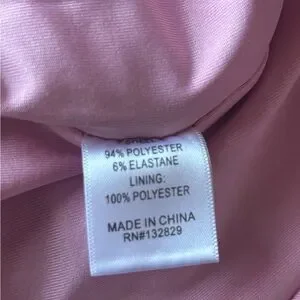 94% POLYESTER
6% ELASTANE
LINING:
100% POLYESTER
MADE IN CHINA
RN#132829